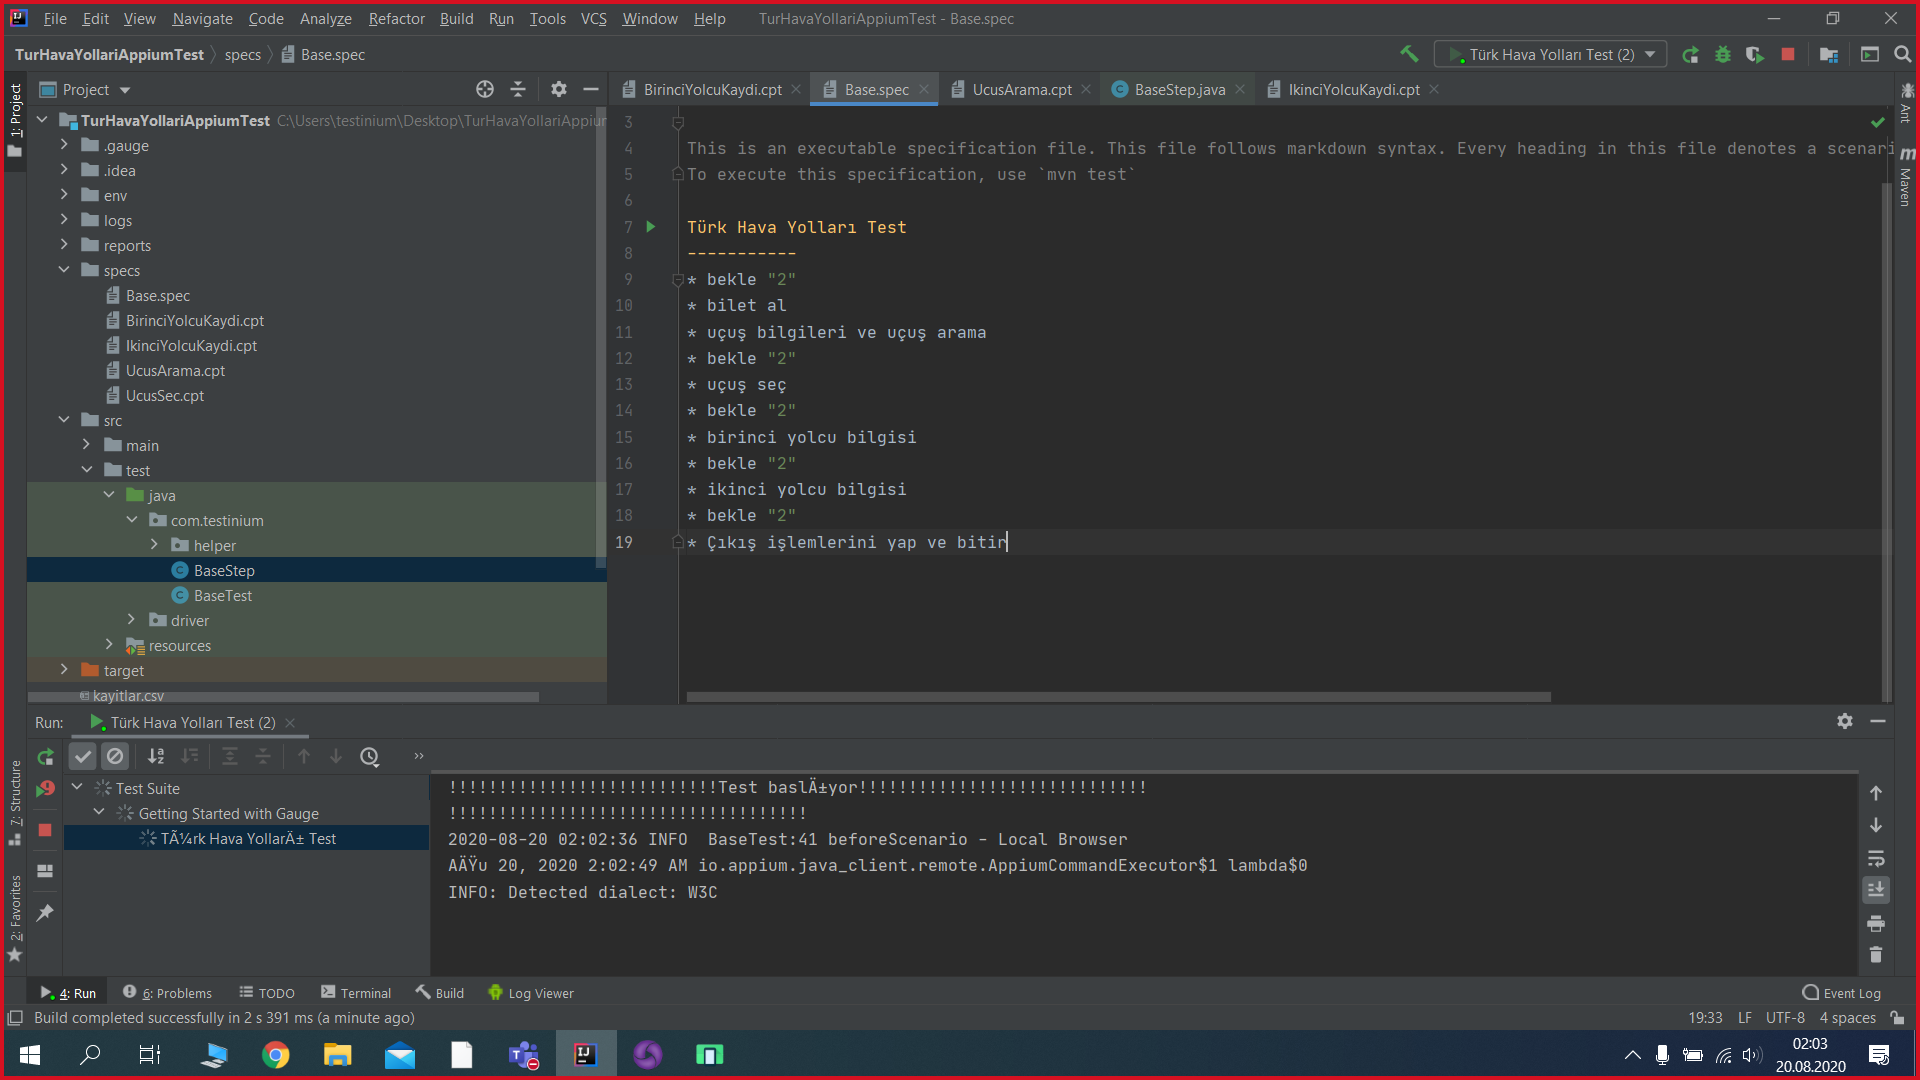 File Edit View Navigate Code Analyze Refactor Build Run Tools VCS Window Help TurHavaYollariAppiumTest - Base.spec
TurHavaYollariAppiumTest specs Base.spec
Türk Hava Yolları Test (2)
1: Project
Project
BirinciYolcuKaydi.cpt Base.spec UcusArama.cpt BaseStep.java IkinciYolcuKaydi.cpt
TurHavaYollariAppiumTest C:\Users\testinium\Desktop\TurHavaYollariAppiur
.gauge
.idea
env
logs
reports
specs
Base.spec
BirinciYolcuKaydi.cpt
IkinciYolcuKaydi.cpt
UcusArama.cpt
UcusSec.cpt
src
main
test
java
com.testinium
helper
BaseStep
BaseTest
driver
resources
target
kayitlar.csv
3
4 This is an executable specification file. This file follows markdown syntax. Every heading in this file denotes a scenari
5 To execute this specification, use `mvn test`
6
7 Türk Hava Yolları Test
8 -----------
9 * bekle "2"
10 * bilet al
11 * uçuş bilgileri ve uçuş arama
12 * bekle "2"
13 * uçuş seç
14 * bekle "2"
15 * birinci yolcu bilgisi
16 * bekle "2"
17 * ikinci yolcu bilgisi
18 * bekle "2"
19 * Çıkış işlemlerini yap ve bitir
Ant
Maven
Run: Türk Hava Yolları Test (2)
7: Structure
2: Favorites
Test Suite
Getting Started with Gauge
TÃ¼rk Hava YollarÄ± Test
!!!!!!!!!!!!!!!!!!!!!!!!!!!Test baslÄ±yor!!!!!!!!!!!!!!!!!!!!!!!!!!!!!
!!!!!!!!!!!!!!!!!!!!!!!!!!!!!!!!!!!!
2020-08-20 02:02:36 INFO  BaseTest:41 beforeScenario - Local Browser
AÄŸu 20, 2020 2:02:49 AM io.appium.java_client.remote.AppiumCommandExecutor$1 lambda$0
INFO: Detected dialect: W3C
4: Run 6: Problems TODO Terminal Build Log Viewer Event Log
Build completed successfully in 2 s 391 ms (a minute ago) 19:33 LF UTF-8 4 spaces
02:03
20.08.2020